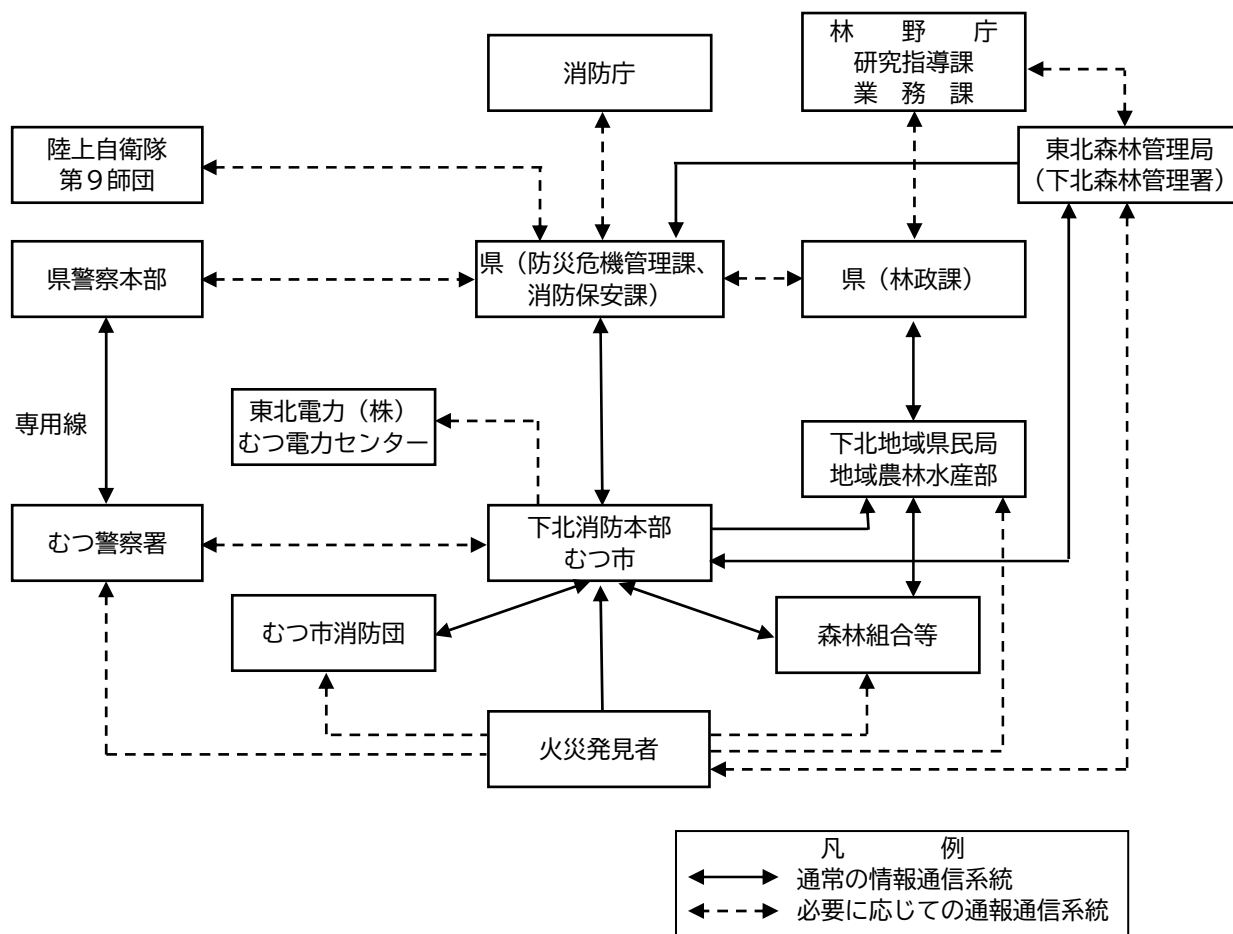 林　野　庁
研究指導課
業　務　課
消防庁
陸上自衛隊
第９師団
東北森林管理局
（下北森林管理署）
県警察本部
県（防災危機管理課、
消防保安課）
県（林政課）
専用線
東北電力（株）
むつ電力センター
下北地域県民局
地域農林水産部
むつ警察署
下北消防本部
むつ市
むつ市消防団
森林組合等
火災発見者
凡　　　例
通常の情報通信系統
必要に応じての通報通信系統